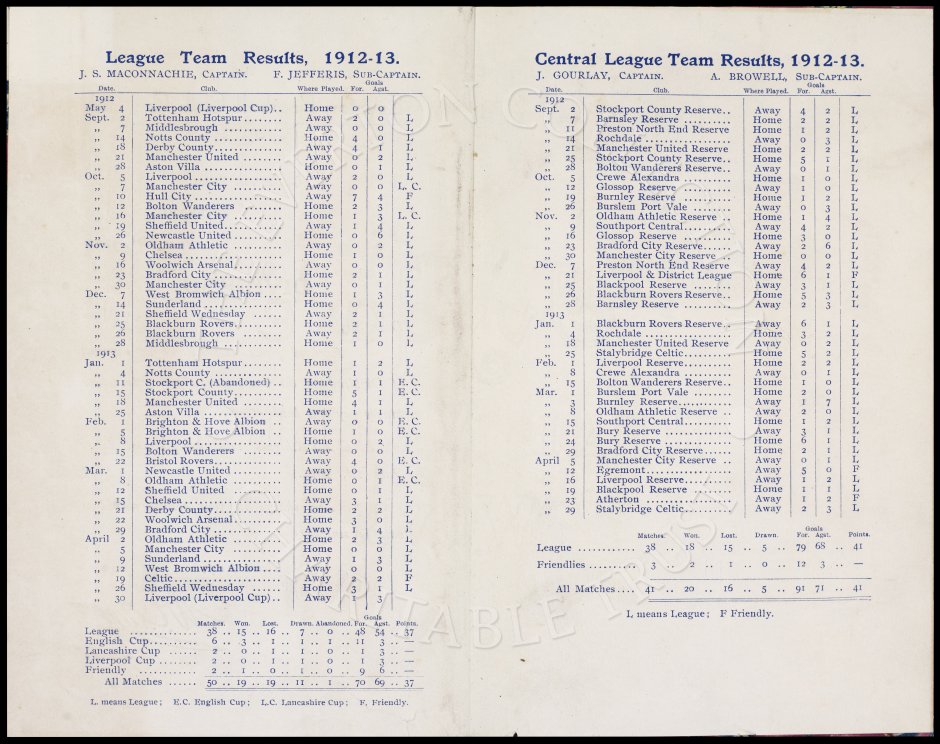 League Team Results, 1912-13.
J. S. MACONNACHIE, CAPTAIN. F. JEFFERIS, SUB-CAPTAIN.
Date. Club. Where Played. Goals For. Agst.
1912
May 4 Liverpool (Liverpool Cup).. Home 0 0
Sept. 2 Tottenham Hotspur........ Away 2 0 L
„ 7 Middlesbrough ............ Away 0 0 L
„ 14 Notts County ............ Home 4 0 L
„ 18 Derby County............ Away 4 1 L
„ 21 Manchester United ........ Away 0 2 L
„ 28 Aston Villa .............. Home 0 1 L
Oct. 5 Liverpool................ Away 2 0 L
„ 7 Manchester City .......... Away 0 0 L. C.
„ 10 Hull City ................ Away 7 4 F
„ 12 Bolton Wanderers ........ Home 2 3 L
„ 16 Manchester City .......... Home 1 3 L. C.
„ 19 Sheffield United.......... Away 1 4 L
„ 26 Newcastle United ........ Home 0 6 L
Nov. 2 Oldham Athletic .......... Away 0 2 L
„ 9 Chelsea.................. Home 1 0 L
„ 16 Woolwich Arsenal.......... Away 0 0 L
„ 23 Bradford City ............ Home 2 1 L
„ 30 Manchester City .......... Away 0 1 L
Dec. 7 West Bromwich Albion .... Home 1 3 L
„ 14 Sunderland .............. Away 0 4 L
„ 21 Sheffield Wednesday ...... Away 2 1 L
„ 25 Blackburn Rovers.......... Home 2 1 L
„ 26 Blackburn Rovers ........ Away 2 1 L
„ 28 Middlesbrough ............ Home 1 0 L
1913
Jan. 1 Tottenham Hotspur........ Home 1 2 L
„ 4 Notts County ............ Away 1 0 L
„ 11 Stockport C. (Abandoned) .. Home 1 1 E. C.
„ 15 Stockport County.......... Home 5 1 E. C.
„ 18 Manchester United ........ Home 4 1 L
„ 25 Aston Villa .............. Away 1 1 L
Feb. 1 Brighton & Hove Albion .. Away 0 0 E. C.
„ 5 Brighton & Hove Albion .. Home 1 0 E. C.
„ 8 Liverpool................ Home 0 2 L
„ 15 Bolton Wanderers ........ Away 0 0 L
„ 22 Bristol Rovers............ Away 4 0 E. C.
Mar. 1 Newcastle United ........ Away 0 2 L
„ 8 Oldham Athletic .......... Home 0 1 E. C.
„ 12 Sheffield United .......... Home 0 1 L
„ 15 Chelsea.................. Away 3 1 L
„ 21 Derby County............ Home 2 2 L
„ 22 Woolwich Arsenal.......... Home 3 0 L
„ 29 Bradford City ............ Away 1 4 L
April 2 Oldham Athletic .......... Home 2 3 L
„ 5 Manchester City .......... Home 0 0 L
„ 9 Sunderland .............. Away 1 3 L
„ 12 West Bromwich Albion .... Away 0 0 L
„ 19 Celtic.................... Away 2 2 F
„ 26 Sheffield Wednesday ...... Home 3 1 L
„ 30 Liverpool (Liverpool Cup).. Away 1 3
Matches. Won. Lost. Drawn. Abandoned. Goals For. Agst. Points.
League ............ 38 .. 15 .. 16 .. 7 .. 0 .. 48 54 .. 37
English Cup........ 6 .. 3 .. 1 .. 1 .. 1 .. 11 3 .. —
Lancashire Cup .... 2 .. 0 .. 1 .. 1 .. 0 .. 1 3 .. —
Liverpool Cup ...... 2 .. 0 .. 1 .. 1 .. 0 .. 1 3 .. —
Friendly .......... 2 .. 1 .. 0 .. 1 .. 0 .. 9 6 .. —
All Matches ...... 50 .. 19 .. 19 .. 11 .. 1 .. 70 69 .. 37
L. means League; E.C. English Cup; L.C. Lancashire Cup; F, Friendly.
Central League Team Results, 1912-13.
J. GOURLAY, CAPTAIN. A. BROWELL, SUB-CAPTAIN.
Date. Club. Where Played. Goals For. Agst.
1912
Sept. 2 Stockport County Reserve.. Away 4 2 L
„ 7 Barnsley Reserve .......... Home 2 2 L
„ 11 Preston North End Reserve Home 1 2 L
„ 14 Rochdale .................. Away 0 3 L
„ 21 Manchester United Reserve Home 2 2 L
„ 25 Stockport County Reserve.. Home 5 1 L
„ 28 Bolton Wanderers Reserve.. Away 0 1 L
Oct. 5 Crewe Alexandra .......... Home 1 0 L
„ 12 Glossop Reserve .......... Away 1 0 L
„ 19 Burnley Reserve .......... Home 1 2 L
„ 26 Burslem Port Vale ........ Away 0 3 L
Nov. 2 Oldham Athletic Reserve .. Home 1 4 L
„ 9 Southport Central.......... Away 4 2 L
„ 16 Glossop Reserve .......... Home 3 0 L
„ 23 Bradford City Reserve...... Away 2 6 L
„ 30 Manchester City Reserve .. Home 0 0 L
Dec. 7 Preston North End Reserve Away 4 2 L
„ 21 Liverpool & District League Home 6 1 F
„ 25 Blackpool Reserve ........ Away 3 1 L
„ 26 Blackburn Rovers Reserve.. Home 5 3 L
„ 28 Barnsley Reserve .......... Away 2 3 L
1913
Jan. 1 Blackburn Rovers Reserve.. Away 6 1 L
„ 4 Rochdale .................. Home 3 2 L
„ 18 Manchester United Reserve Away 0 2 L
„ 25 Stalybridge Celtic.......... Home 5 2 L
Feb. 1 Liverpool Reserve.......... Home 2 2 L
„ 8 Crewe Alexandra .......... Away 0 1 L
„ 15 Bolton Wanderers Reserve.. Home 1 0 L
Mar. 1 Burslem Port Vale ........ Home 2 0 L
„ 3 Burnley Reserve............ Away 1 7 L
„ 8 Oldham Athletic Reserve .. Away 2 0 L
„ 15 Southport Central.......... Home 1 2 L
„ 21 Bury Reserve .............. Away 3 1 L
„ 24 Bury Reserve .............. Home 6 1 L
„ 29 Bradford City Reserve...... Home 2 1 L
April 5 Manchester City Reserve .. Away 0 1 L
„ 12 Egremont.................. Away 5 0 F
„ 16 Liverpool Reserve.......... Away 1 2 L
„ 19 Blackpool Reserve ........ Home 1 1 L
„ 23 Atherton .................. Away 1 2 F
„ 29 Stalybridge Celtic.......... Away 2 3 L
Matches. Won. Lost. Drawn. Goals For. Agst. Points.
League ............ 38 .. 18 .. 15 .. 5 .. 79 68 .. 41
Friendlies .......... 3 .. 2 .. 1 .. 0 .. 12 3 .. —
All Matches .... 41 .. 20 .. 16 .. 5 .. 91 71 .. 41
L means League; F Friendly.